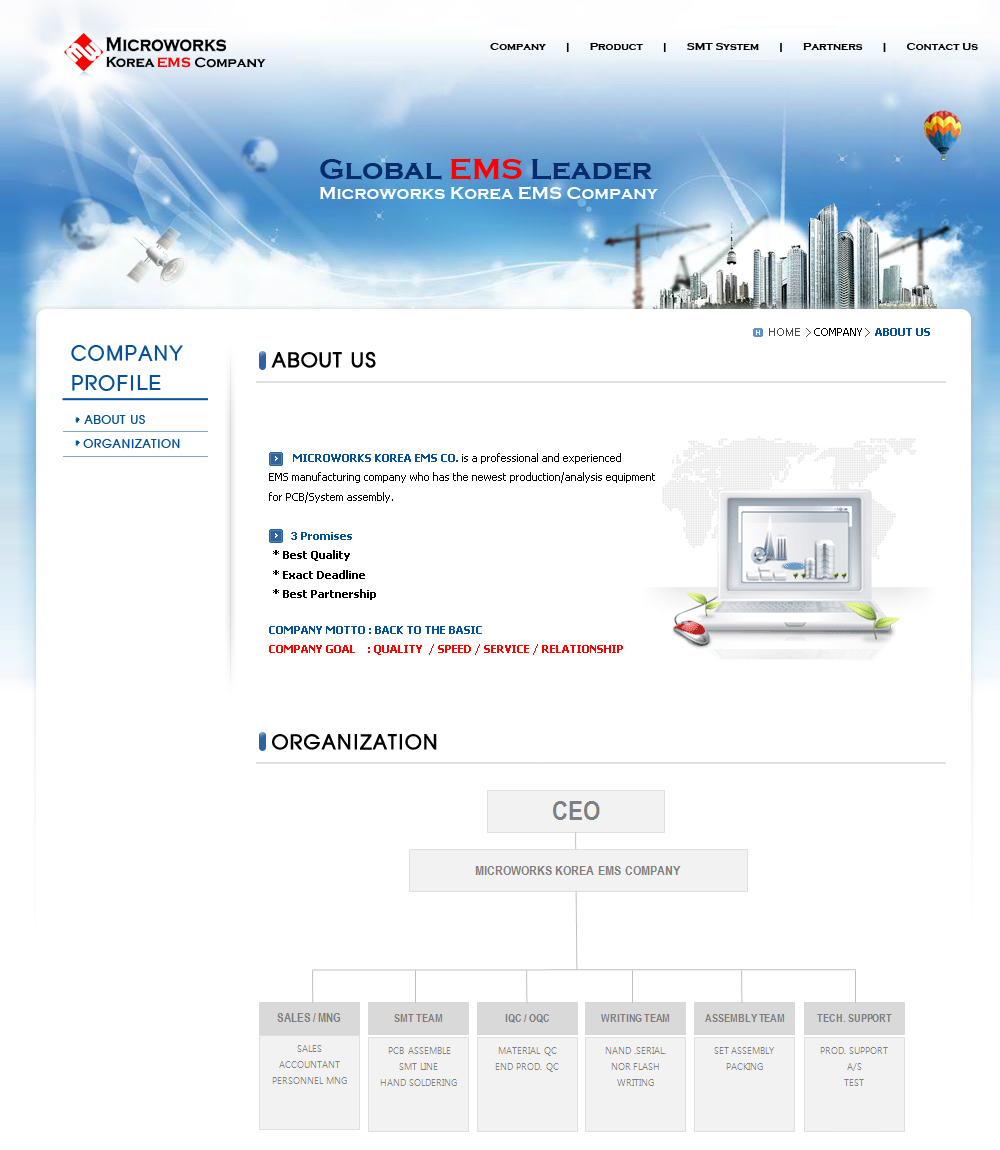 MICROWORKS
KOREA EMS COMPANY
COMPANY | PRODUCT | SMT SYSTEM | PARTNERS | CONTACT US
GLOBAL EMS LEADER
MICROWORKS KOREA EMS COMPANY
HOME > COMPANY > ABOUT US
COMPANY
PROFILE
ABOUT US
ORGANIZATION
ABOUT US
MICROWORKS KOREA EMS CO. is a professional and experienced
EMS manufacturing company who has the newest production/analysis equipment
for PCB/System assembly.
3 Promises
* Best Quality
* Exact Deadline
* Best Partnership
COMPANY MOTTO : BACK TO THE BASIC
COMPANY GOAL : QUALITY / SPEED / SERVICE / RELATIONSHIP
ORGANIZATION
CEO
MICROWORKS KOREA EMS COMPANY
SALES / MNG
SALES
ACCOUNTANT
PERSONNEL MNG
SMT TEAM
PCB ASSEMBLE
SMT LINE
HAND SOLDERING
IQC / OQC
MATERIAL QC
END PROD. QC
WRITING TEAM
NAND .SERIAL.
NOR FLASH
WRITING
ASSEMBLY TEAM
SET ASSEMBLY
PACKING
TECH. SUPPORT
PROD. SUPPORT
A/S
TEST